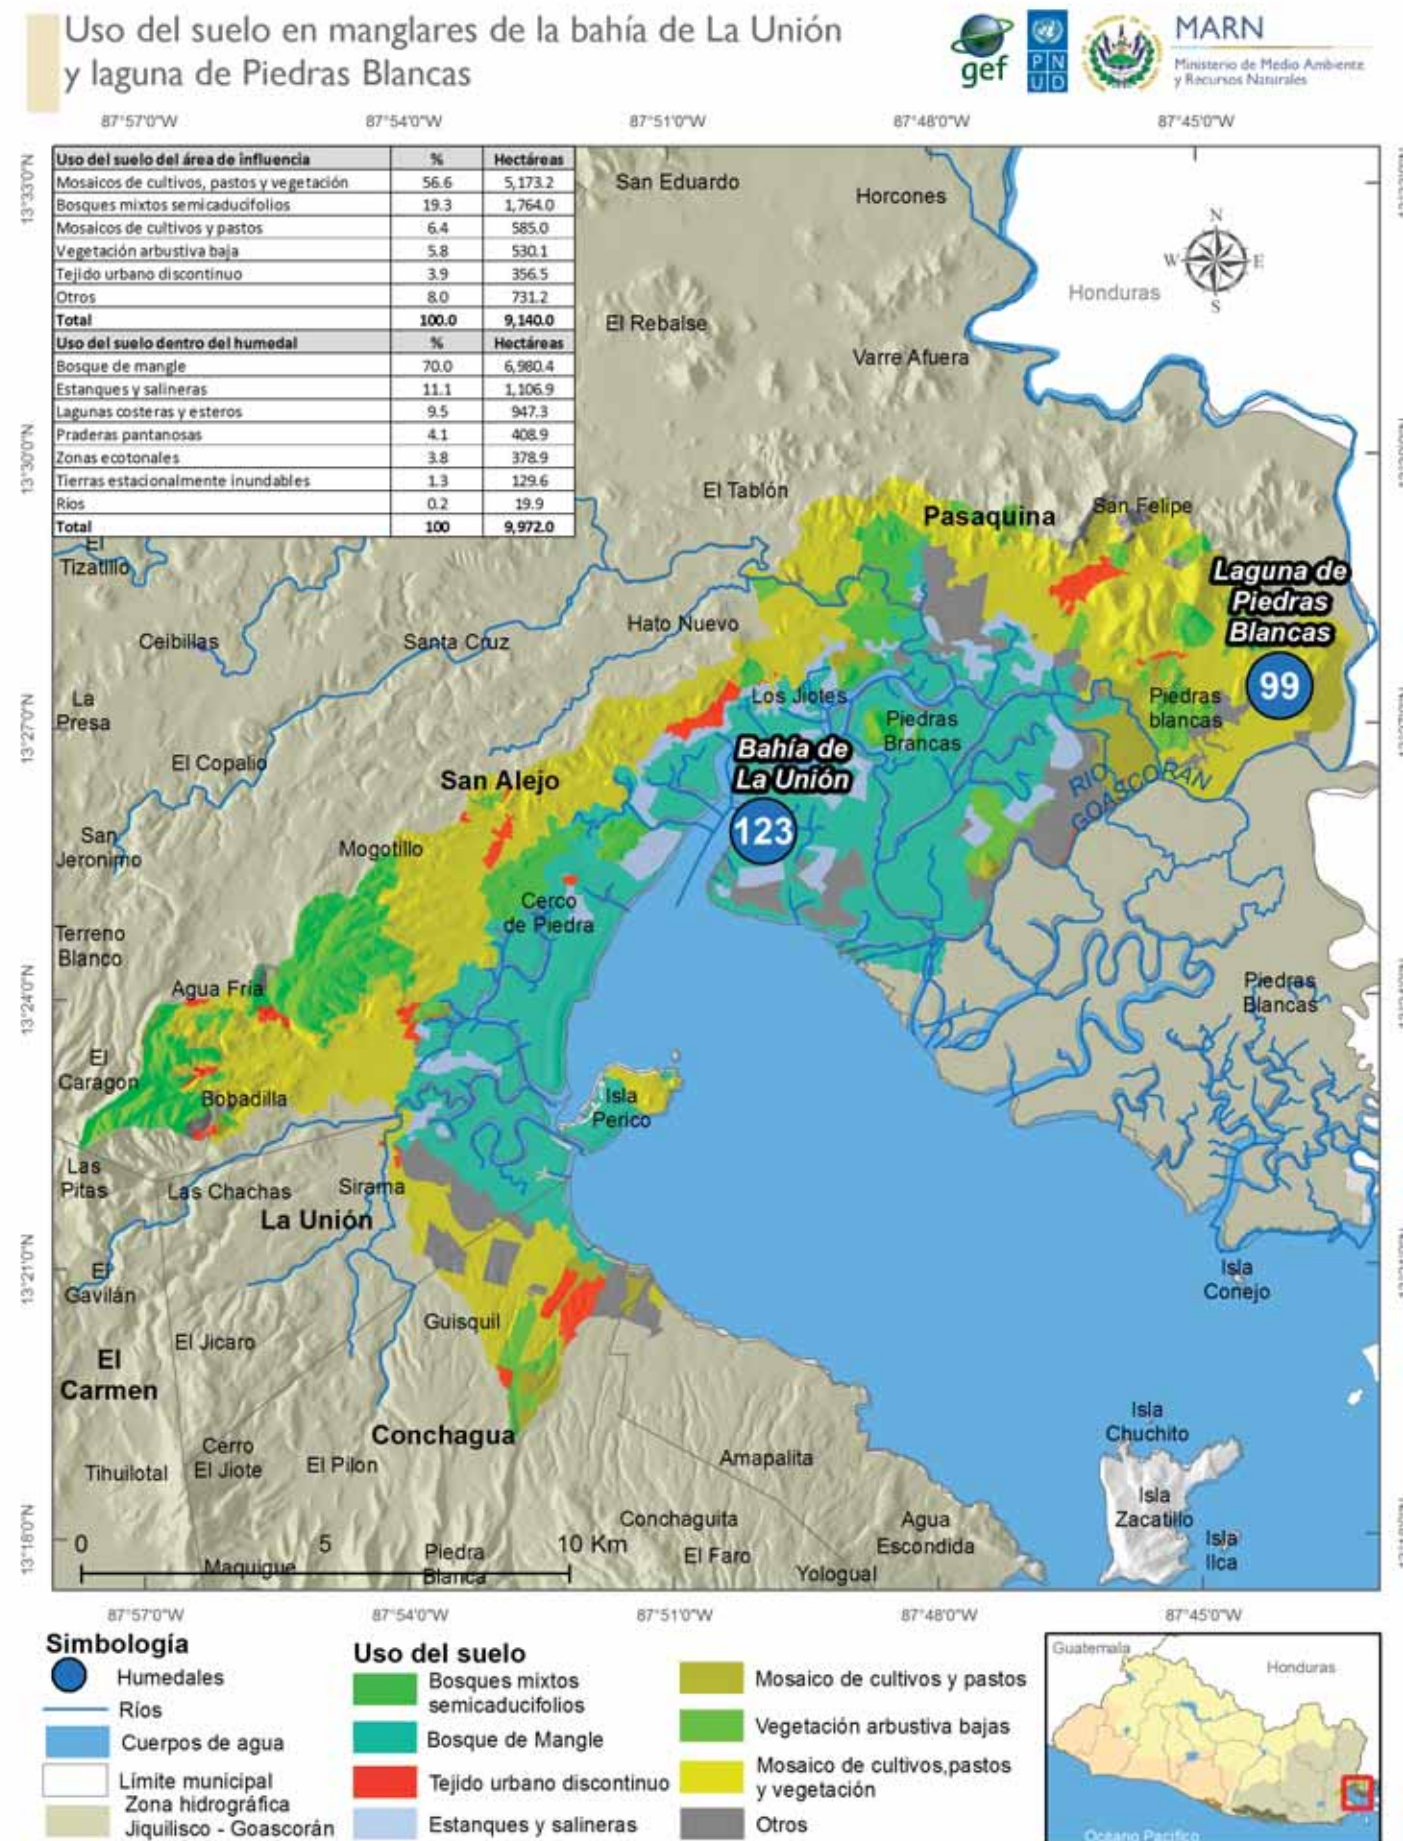 Uso del suelo en manglares de la bahía de La Unión
y laguna de Piedras Blancas
gef
P N
U D
MARN
Ministerio de Medio Ambiente
y Recursos Naturales
87°57'0"W 87°54'0"W 87°51'0"W 87°48'0"W 87°45'0"W
Uso del suelo del área de influencia % Hectáreas
Mosaicos de cultivos, pastos y vegetación 56.6 5,173.2
Bosques mixtos semicaducifolios 19.3 1,764.0
Mosaicos de cultivos y pastos 6.4 585.0
Vegetación arbustiva baja 5.8 530.1
Tejido urbano discontinuo 3.9 356.5
Otros 8.0 731.2
Total 100.0 9,140.0
Uso del suelo dentro del humedal % Hectáreas
Bosque de mangle 70.0 6,980.4
Estanques y salineras 11.1 1,106.9
Lagunas costeras y esteros 9.5 947.3
Praderas pantanosas 4.1 408.9
Zonas ecotonales 3.8 378.9
Tierras estacionalmente inundables 1.3 129.6
Ríos 0.2 19.9
Total 100 9,972.0
13°33'0"N
13°30'0"N
13°27'0"N
13°24'0"N
13°21'0"N
13°18'0"N
San Eduardo
Horcones
N
W E
S
Honduras
El Rebalse
Varre Afuera
El Tablón
Pasaquina
San Felipe
El
Tizatillo
Laguna de
Piedras
Blancas
99
Ceibillas
Santa Cruz
Hato Nuevo
La
Presa
Los Jiotes
Piedras
Brancas
Piedras
blancas
Bahía de
La Unión
123
El Copalio
San Alejo
RIO
GOASCORAN
San
Jeronimo
Mogotillo
Cerco
de Piedra
Terreno
Blanco
Agua Fria
Piedras
Blancas
El
Caragon
Bobadilla
Isla
Perico
Las
Pitas
Las Chachas
Sirama
La Unión
El
Gavilán
Isla
Conejo
El Jicaro
Guisquil
El
Carmen
Conchagua
Isla
Chuchito
Tihuilotal
Cerro
El Jiote
El Pilon
Amapalita
Isla
Zacatillo
Conchaguita
Agua
Escondida
Isla
Ilca
0 5 10 Km
Maquigue
Piedra
Blanca
El Faro
Yologual
87°57'0"W 87°54'0"W 87°51'0"W 87°48'0"W 87°45'0"W
Simbología
Humedales
Ríos
Cuerpos de agua
Límite municipal
Zona hidrográfica
Jiquilisco - Goascorán
Uso del suelo
Bosques mixtos
semicaducifolios
Bosque de Mangle
Tejido urbano discontinuo
Estanques y salineras
Mosaico de cultivos y pastos
Vegetación arbustiva bajas
Mosaico de cultivos,pastos
y vegetación
Otros
Guatemala
Honduras
Océano Pacífico